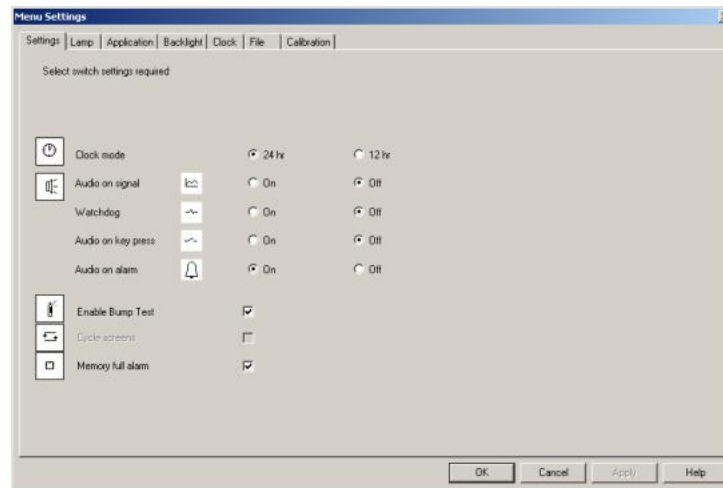 Menu Settings
Settings Lamp Application Backlight Clock File Calibration
Select switch settings required
Clock mode 24 hr 12 hr
Audio on signal On Off
Watchdog On Off
Audio on key press On Off
Audio on alarm On Off
Enable Bump Test
Cycle screens
Memory full alarm
OK Cancel Apply Help